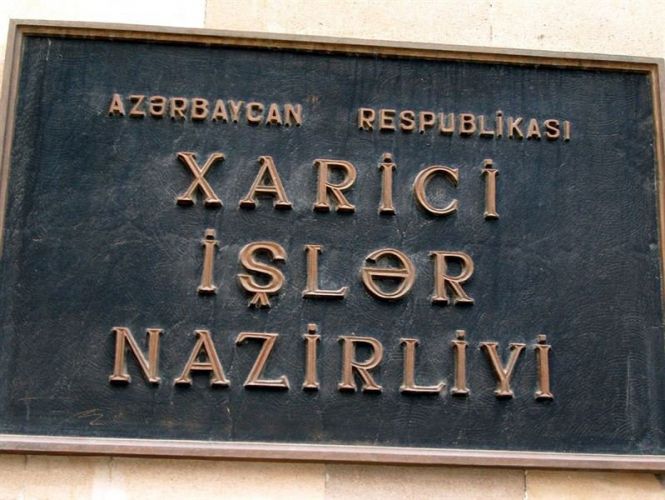 AZƏRBAYCAN RESPUBLİKASI
XARİCİ
İŞLƏR
NAZİRLİYİ